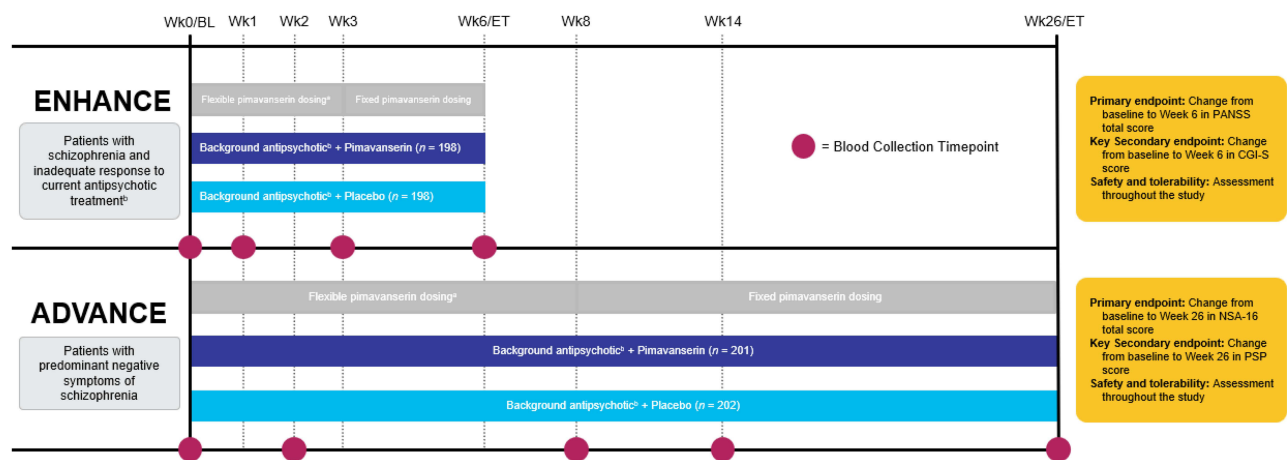 Wk0/BL Wk1 Wk2 Wk3 Wk6/ET Wk8 Wk14 Wk26/ET
ENHANCE
Patients with
schizophrenia and
inadequate response to
current antipsychotic
treatmentᵇ
Flexible pimavanserin dosingᵃ
Fixed pimavanserin dosing
Background antipsychoticᵇ + Pimavanserin (n = 198)
Background antipsychoticᵇ + Placebo (n = 198)
= Blood Collection Timepoint
Primary endpoint: Change from
baseline to Week 6 in PANSS
total score
Key Secondary endpoint: Change
from baseline to Week 6 in CGI-S
score
Safety and tolerability: Assessment
throughout the study
ADVANCE
Patients with
predominant negative
symptoms of
schizophrenia
Flexible pimavanserin dosingᵃ
Fixed pimavanserin dosing
Background antipsychoticᵇ + Pimavanserin (n = 201)
Background antipsychoticᵇ + Placebo (n = 202)
Primary endpoint: Change from
baseline to Week 26 in NSA-16
total score
Key Secondary endpoint: Change
from baseline to Week 26 in PSP
score
Safety and tolerability: Assessment
throughout the study